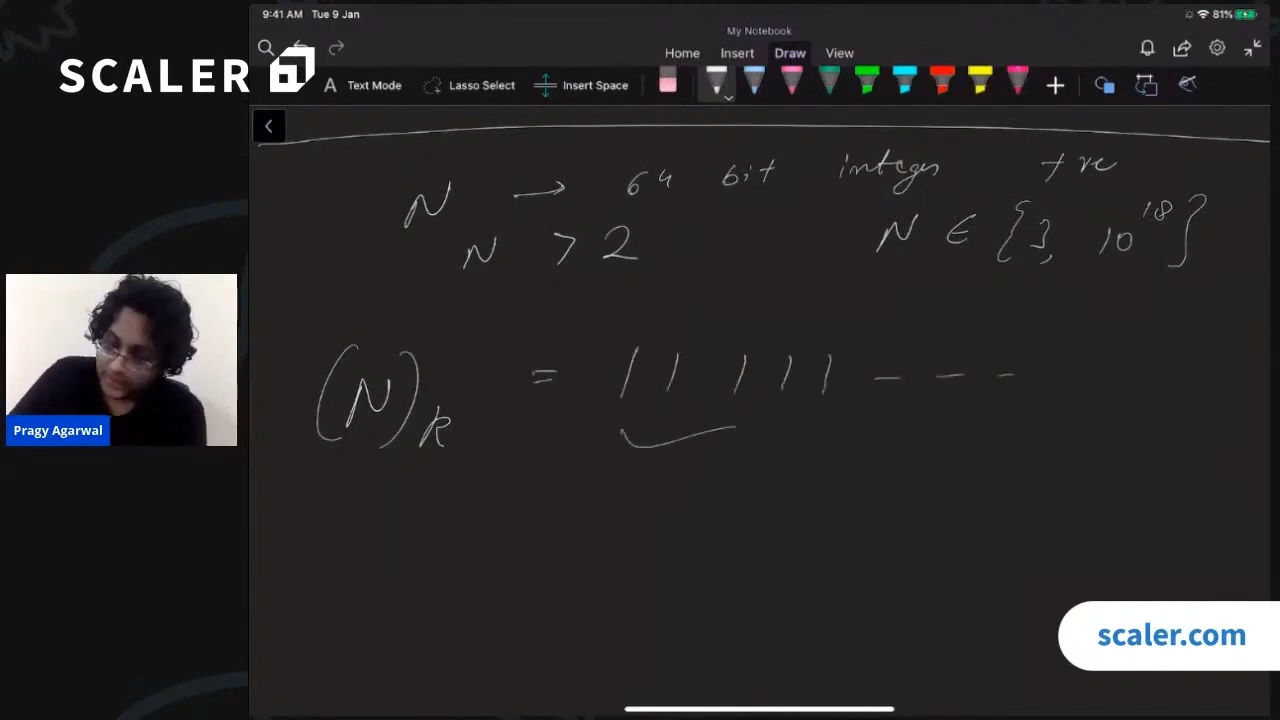 9:41 AM Tue 9 Jan
81%
My Notebook
Home Insert Draw View
SCALER
A Text Mode Lasso Select Insert Space
N → 64 bit integer +ve
N > 2 N ∈ {3, 10^18}
(N)_k = 1 1 1 1 1 - - -
Pragy Agarwal
scaler.com